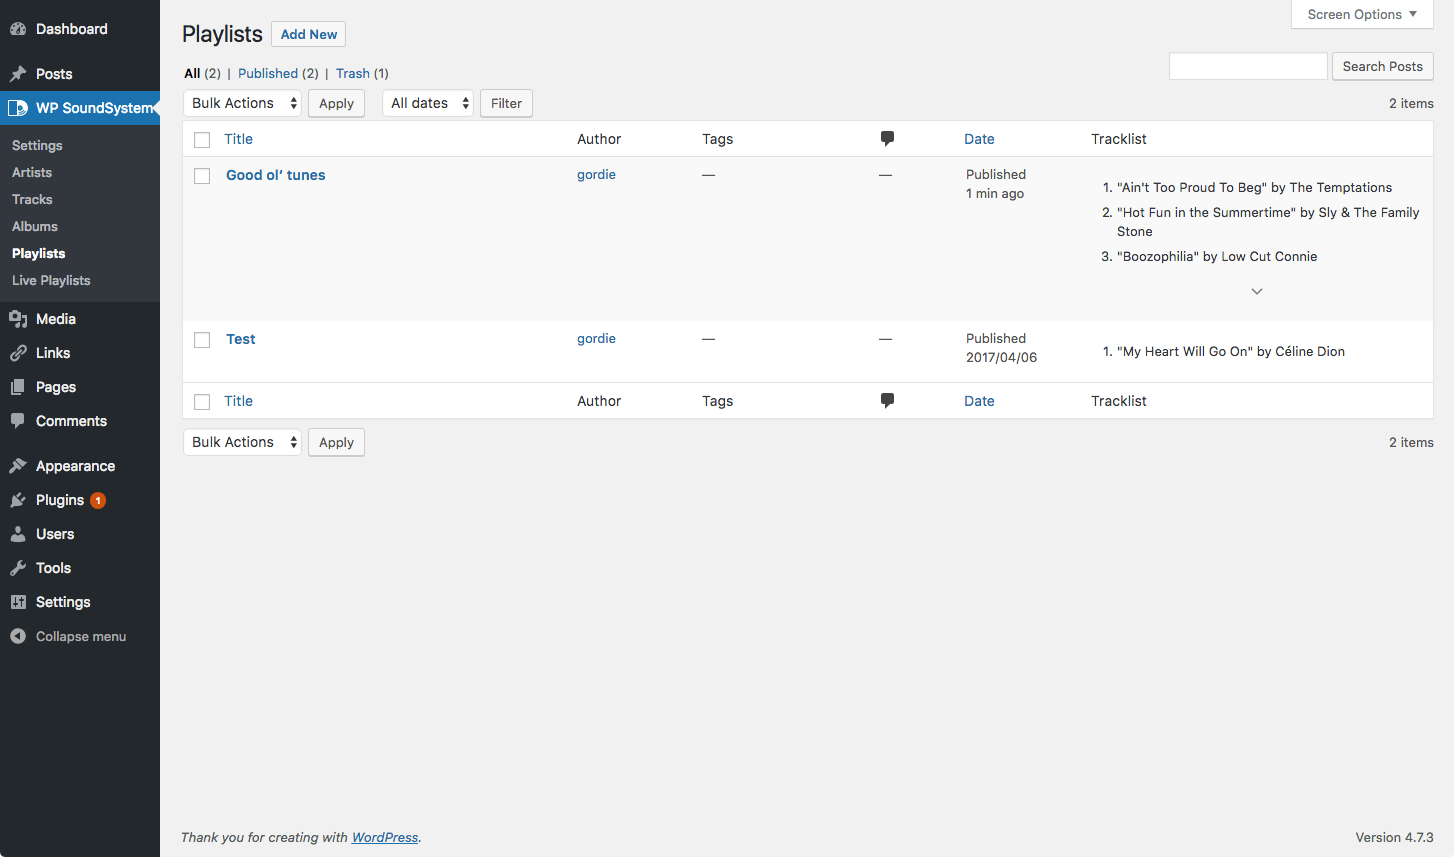 Dashboard
Posts
WP SoundSystem
Settings
Artists
Tracks
Albums
Playlists
Live Playlists
Media
Links
Pages
Comments
Appearance
Plugins 1
Users
Tools
Settings
Collapse menu
Screen Options
Playlists Add New
All (2) | Published (2) | Trash (1)
Search Posts
Bulk Actions Apply All dates Filter 2 items
Title Author Tags Date Tracklist
Good ol’ tunes gordie — — Published
1 min ago
1. "Ain't Too Proud To Beg" by The Temptations
2. "Hot Fun in the Summertime" by Sly & The Family
Stone
3. "Boozophilia" by Low Cut Connie
Test gordie — — Published
2017/04/06
1. "My Heart Will Go On" by Céline Dion
Title Author Tags Date Tracklist
Bulk Actions Apply 2 items
Thank you for creating with WordPress. Version 4.7.3